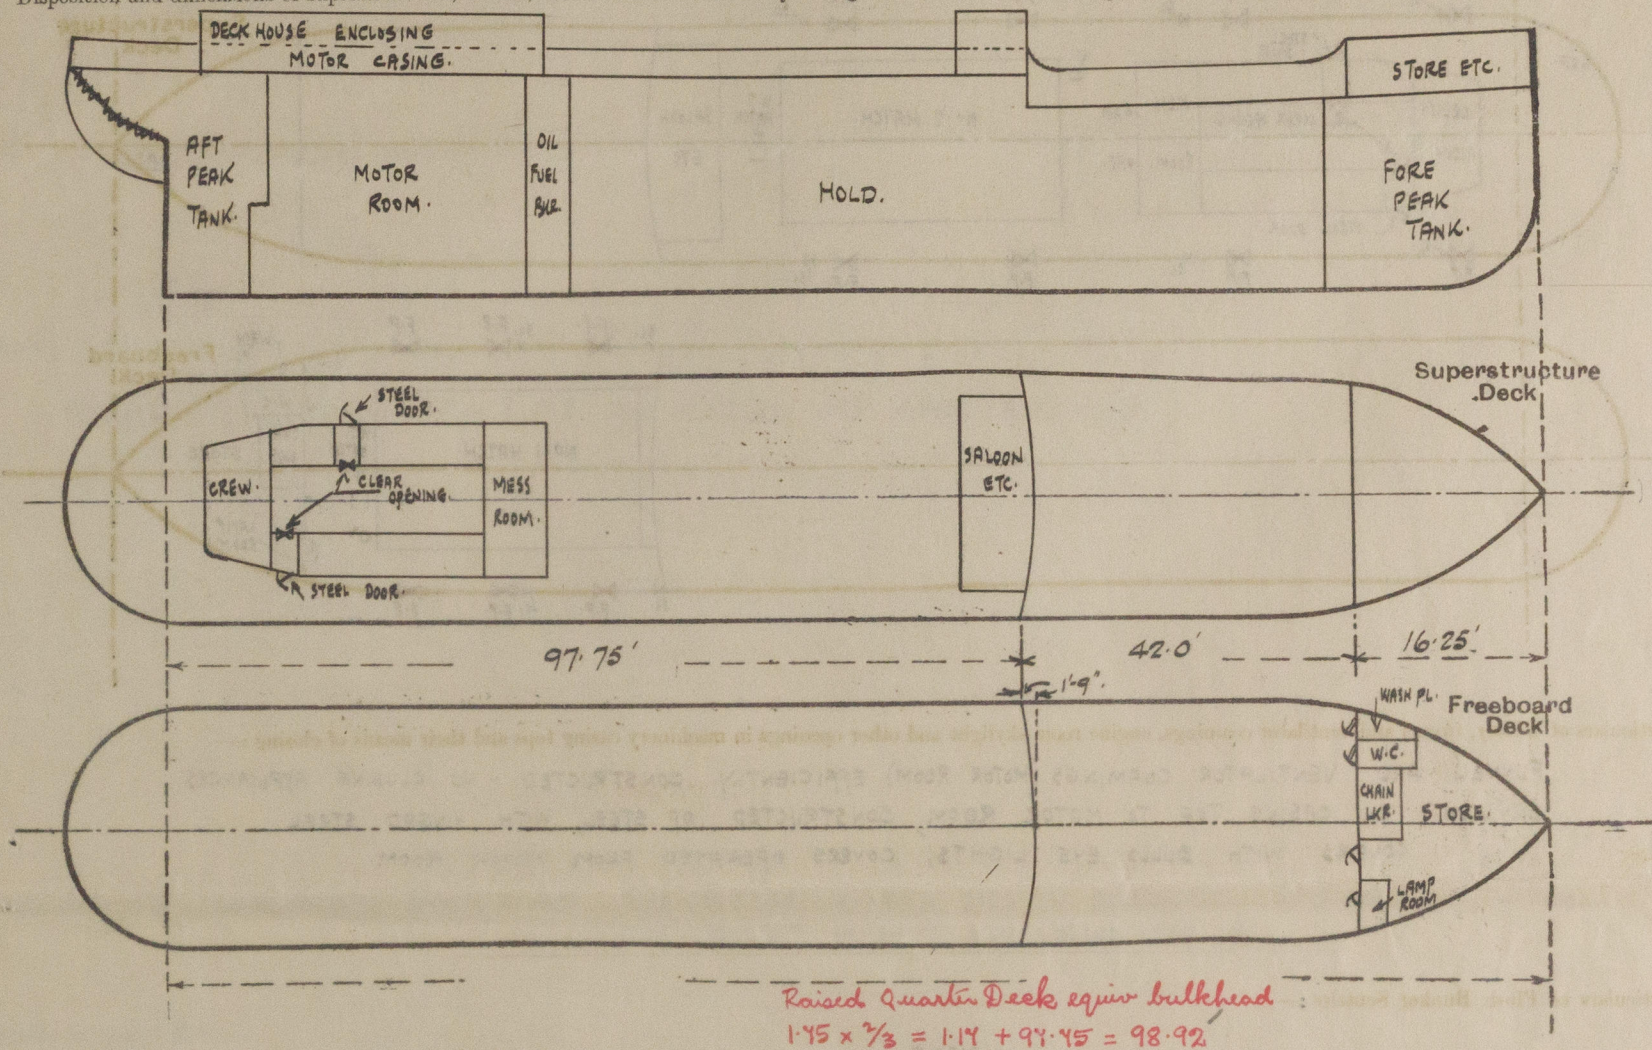 DECK HOUSE ENCLOSING
MOTOR CASING.
STORE ETC.
AFT
PEAK
TANK.
MOTOR
ROOM.
OIL
FUEL
BKR.
HOLD.
FORE
PEAK
TANK.
Superstructure
Deck
STEEL
DOOR.
CREW.
CLEAR
OPENING.
MESS
ROOM.
STEEL DOOR.
SALOON
ETC.
97.75'
42.0'
16.25'
1'-9".
WASH PL.
Freeboard
Deck
W.C.
CHAIN
LKR.
STORE.
LAMP
ROOM
Raised Quarter Deck equiv bulkhead
1.75 x 2/3 = 1.17 + 97.75 = 98.92'